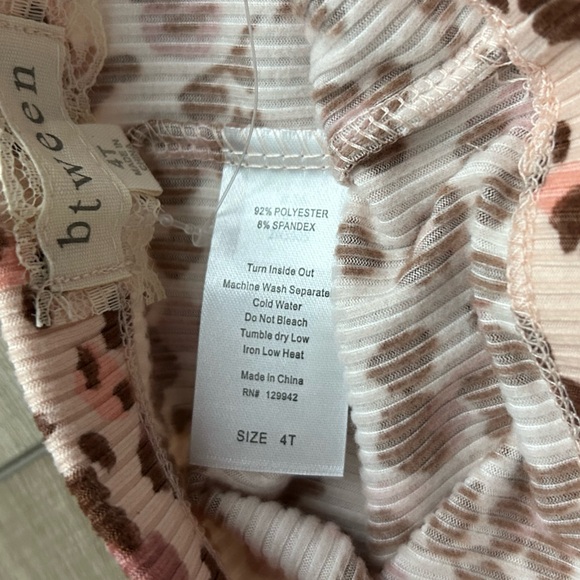 btween
4T
92% POLYESTER
8% SPANDEX
Turn Inside Out
Machine Wash Separate
Cold Water
Do Not Bleach
Tumble dry Low
Iron Low Heat
Made in China
RN# 129942
SIZE 4T